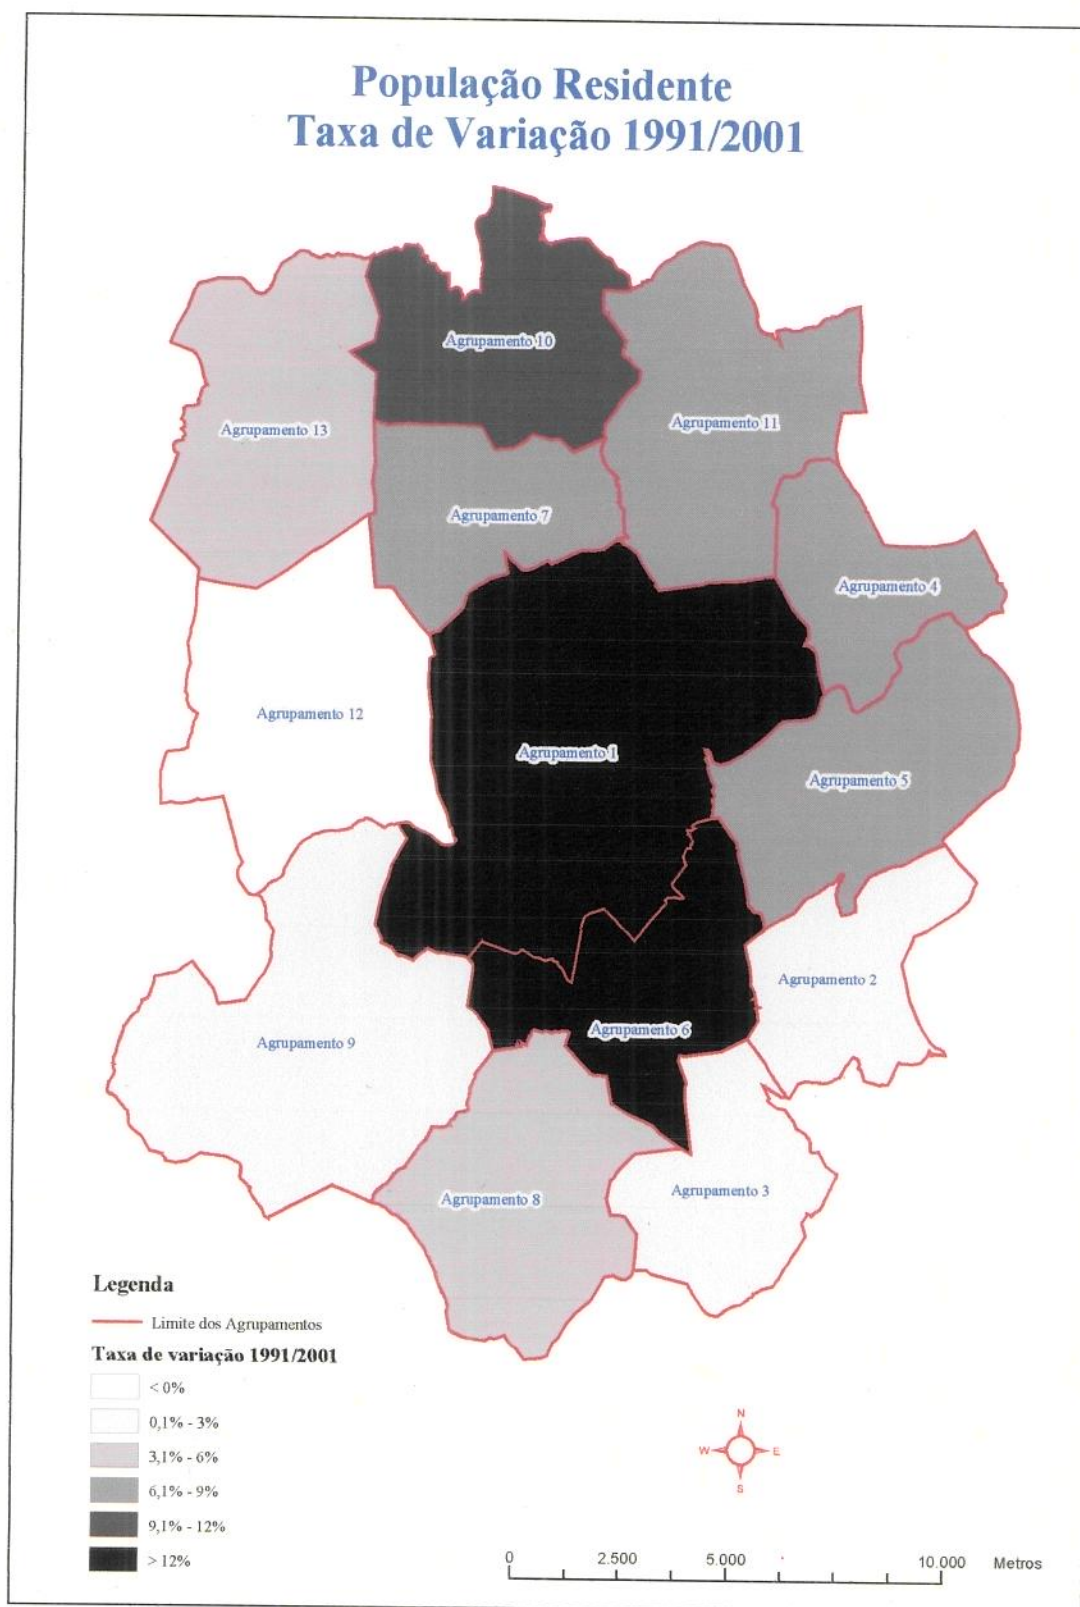 População Residente
Taxa de Variação 1991/2001
Agrupamento 10
Agrupamento 11
Agrupamento 13
Agrupamento 7
Agrupamento 4
Agrupamento 12
Agrupamento 1
Agrupamento 5
Agrupamento 2
Agrupamento 6
Agrupamento 9
Agrupamento 3
Agrupamento 8
Legenda
Limite dos Agrupamentos
Taxa de variação 1991/2001
< 0%
0,1% - 3%
3,1% - 6%
6,1% - 9%
9,1% - 12%
> 12%
N
W E
S
0 2.500 5.000 10.000 Metros